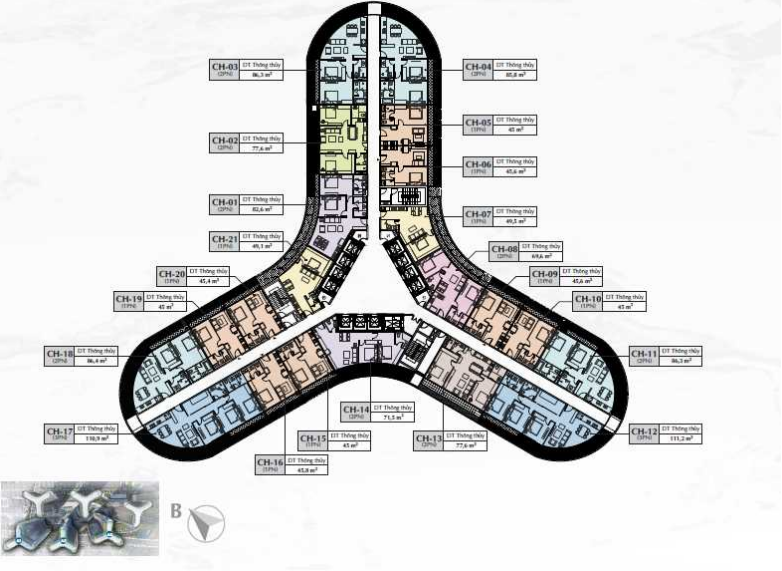 CH-03 DT Thông thủy
(2PN) 86,3 m²
CH-04 DT Thông thủy
(2PN) 85,8 m²
CH-02 DT Thông thủy
(2PN) 77,6 m²
CH-05 DT Thông thủy
(1PN) 45 m²
CH-06 DT Thông thủy
(1PN) 45,6 m²
CH-01 DT Thông thủy
(2PN) 82,6 m²
CH-07 DT Thông thủy
(1PN) 49,5 m²
CH-21 DT Thông thủy
(1PN) 49,1 m²
CH-08 DT Thông thủy
(2PN) 69,6 m²
CH-20 DT Thông thủy
(1PN) 45,4 m²
CH-09 DT Thông thủy
(1PN) 45,6 m²
CH-19 DT Thông thủy
(1PN) 45 m²
CH-10 DT Thông thủy
(1PN) 45 m²
CH-18 DT Thông thủy
(2PN) 86,4 m²
CH-11 DT Thông thủy
(2PN) 86,2 m²
CH-14 DT Thông thủy
(2PN) 71,5 m²
CH-17 DT Thông thủy
(3PN) 110,9 m²
CH-15 DT Thông thủy
(1PN) 45 m²
CH-13 DT Thông thủy
(2PN) 77,6 m²
CH-12 DT Thông thủy
(3PN) 111,2 m²
CH-16 DT Thông thủy
(1PN) 45,8 m²
B